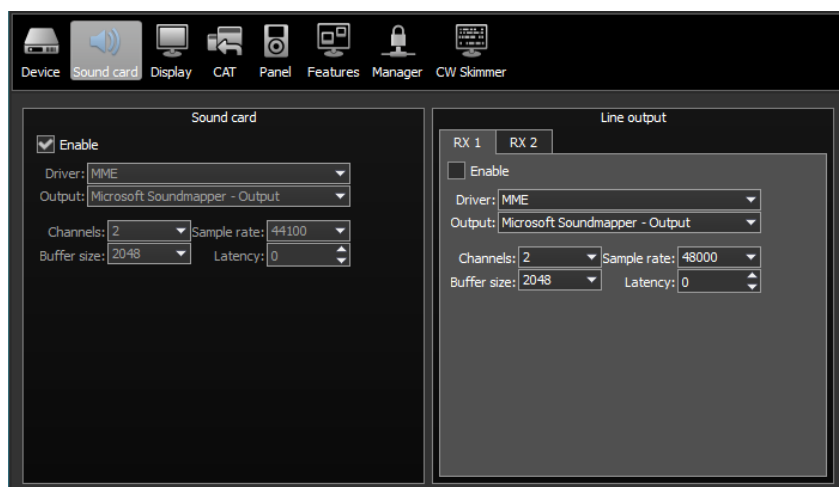 Device Sound card Display CAT Panel Features Manager CW Skimmer
Sound card
Enable
Driver: MME
Output: Microsoft Soundmapper - Output
Channels: 2 Sample rate: 44100
Buffer size: 2048 Latency: 0
Line output
RX 1 RX 2
Enable
Driver: MME
Output: Microsoft Soundmapper - Output
Channels: 2 Sample rate: 48000
Buffer size: 2048 Latency: 0